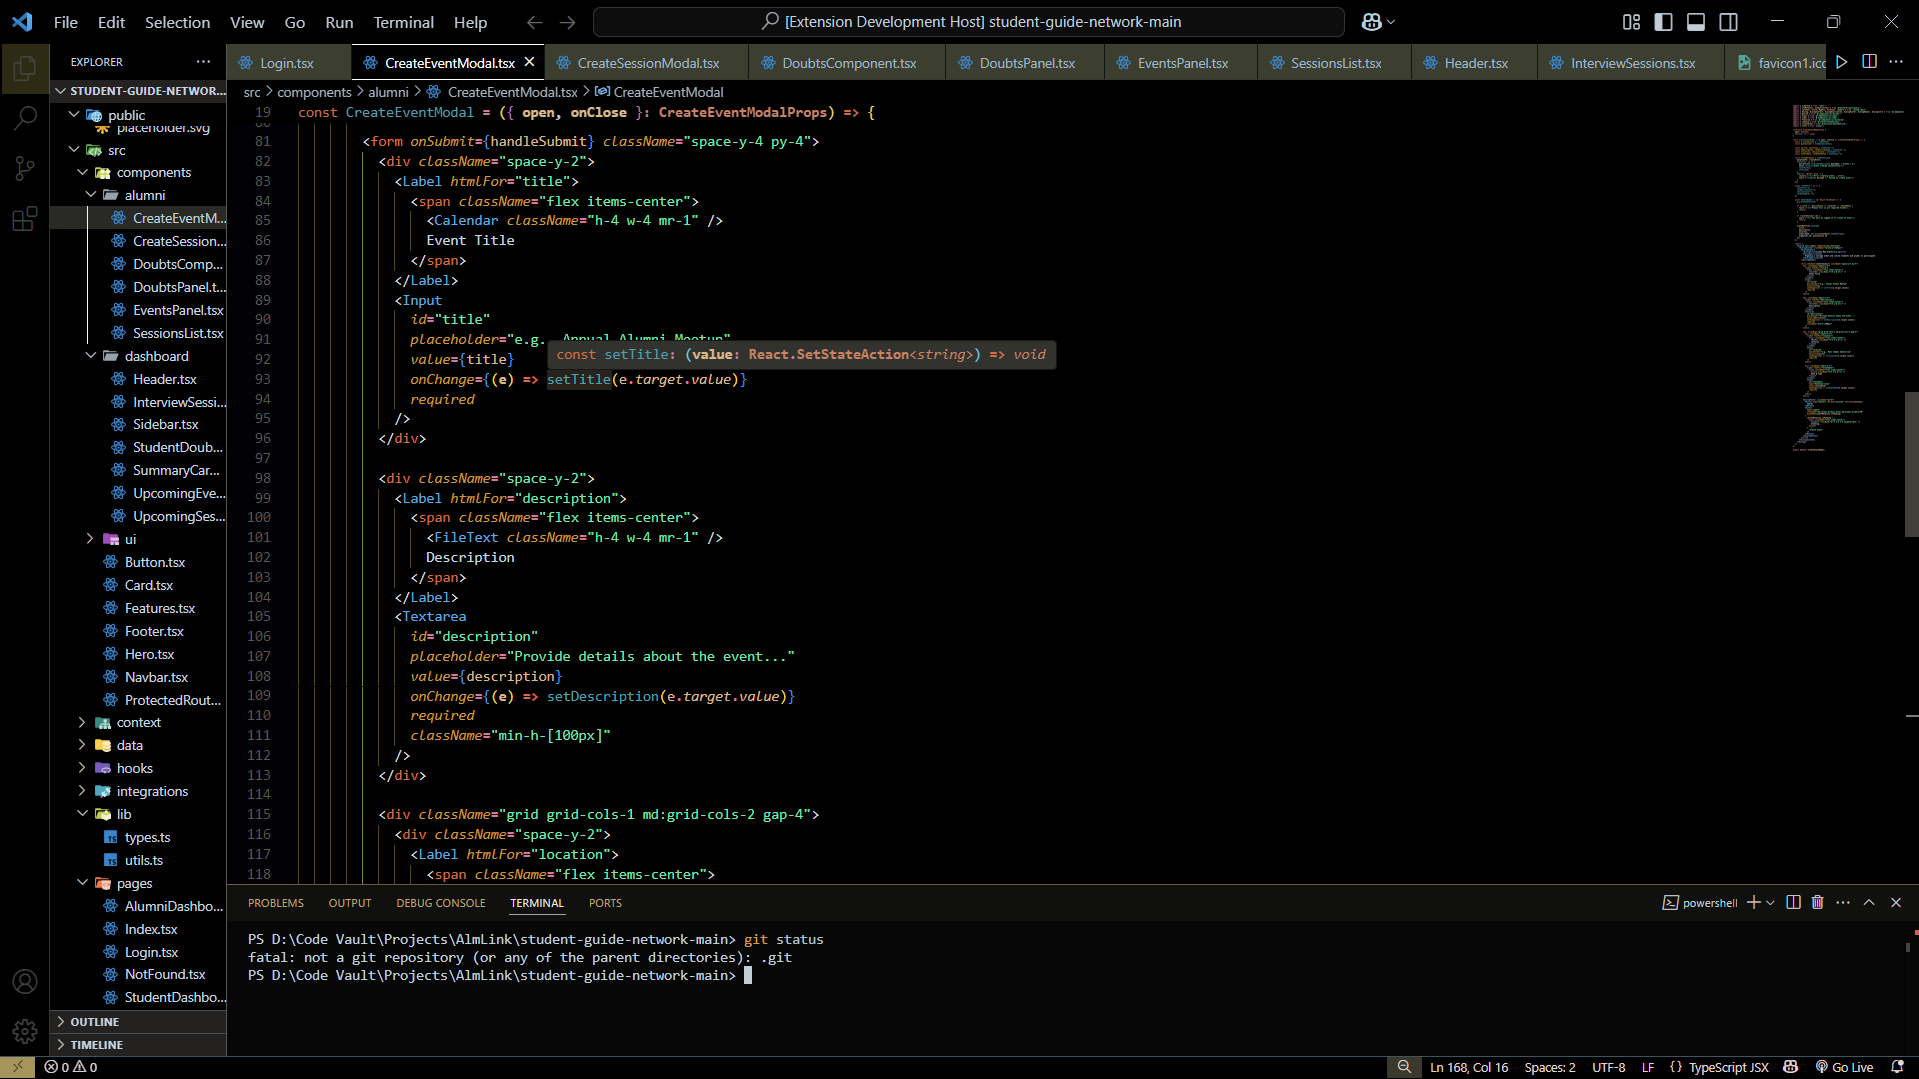 File Edit Selection View Go Run Terminal Help
[Extension Development Host] student-guide-network-main
EXPLORER
Login.tsx
CreateEventModal.tsx
CreateSessionModal.tsx
DoubtsComponent.tsx
DoubtsPanel.tsx
EventsPanel.tsx
SessionsList.tsx
Header.tsx
InterviewSessions.tsx
favicon1.icc
STUDENT-GUIDE-NETWOR...
public
placeholder.svg
src
components
alumni
CreateEventM...
CreateSession...
DoubtsComp...
DoubtsPanel.t...
EventsPanel.tsx
SessionsList.tsx
dashboard
Header.tsx
InterviewSessi...
Sidebar.tsx
StudentDoub...
SummaryCar...
UpcomingEve...
UpcomingSes...
ui
Button.tsx
Card.tsx
Features.tsx
Footer.tsx
Hero.tsx
Navbar.tsx
ProtectedRout...
context
data
hooks
integrations
lib
types.ts
utils.ts
pages
AlumniDashbo...
Index.tsx
Login.tsx
NotFound.tsx
StudentDashbo...
OUTLINE
TIMELINE
src > components > alumni > CreateEventModal.tsx > CreateEventModal
19 const CreateEventModal = ({ open, onClose }: CreateEventModalProps) => {
81 <form onSubmit={handleSubmit} className="space-y-4 py-4">
82 <div className="space-y-2">
83 <Label htmlFor="title">
84 <span className="flex items-center">
85 <Calendar className="h-4 w-4 mr-1" />
86 Event Title
87 </span>
88 </Label>
89 <Input
90 id="title"
91 placeholder="e.g., Annual Alumni Meetup"
const setTitle: (value: React.SetStateAction<string>) => void
92 value={title}
93 onChange={(e) => setTitle(e.target.value)}
94 required
95 />
96 </div>
97
98 <div className="space-y-2">
99 <Label htmlFor="description">
100 <span className="flex items-center">
101 <FileText className="h-4 w-4 mr-1" />
102 Description
103 </span>
104 </Label>
105 <Textarea
106 id="description"
107 placeholder="Provide details about the event..."
108 value={description}
109 onChange={(e) => setDescription(e.target.value)}
110 required
111 className="min-h-[100px]"
112 />
113 </div>
114
115 <div className="grid grid-cols-1 md:grid-cols-2 gap-4">
116 <div className="space-y-2">
117 <Label htmlFor="location">
118 <span className="flex items-center">
PROBLEMS OUTPUT DEBUG CONSOLE TERMINAL PORTS
powershell
PS D:\Code Vault\Projects\AlmLink\student-guide-network-main> git status
fatal: not a git repository (or any of the parent directories): .git
PS D:\Code Vault\Projects\AlmLink\student-guide-network-main>
0 0
Ln 168, Col 16 Spaces: 2 UTF-8 LF {} TypeScript JSX Go Live